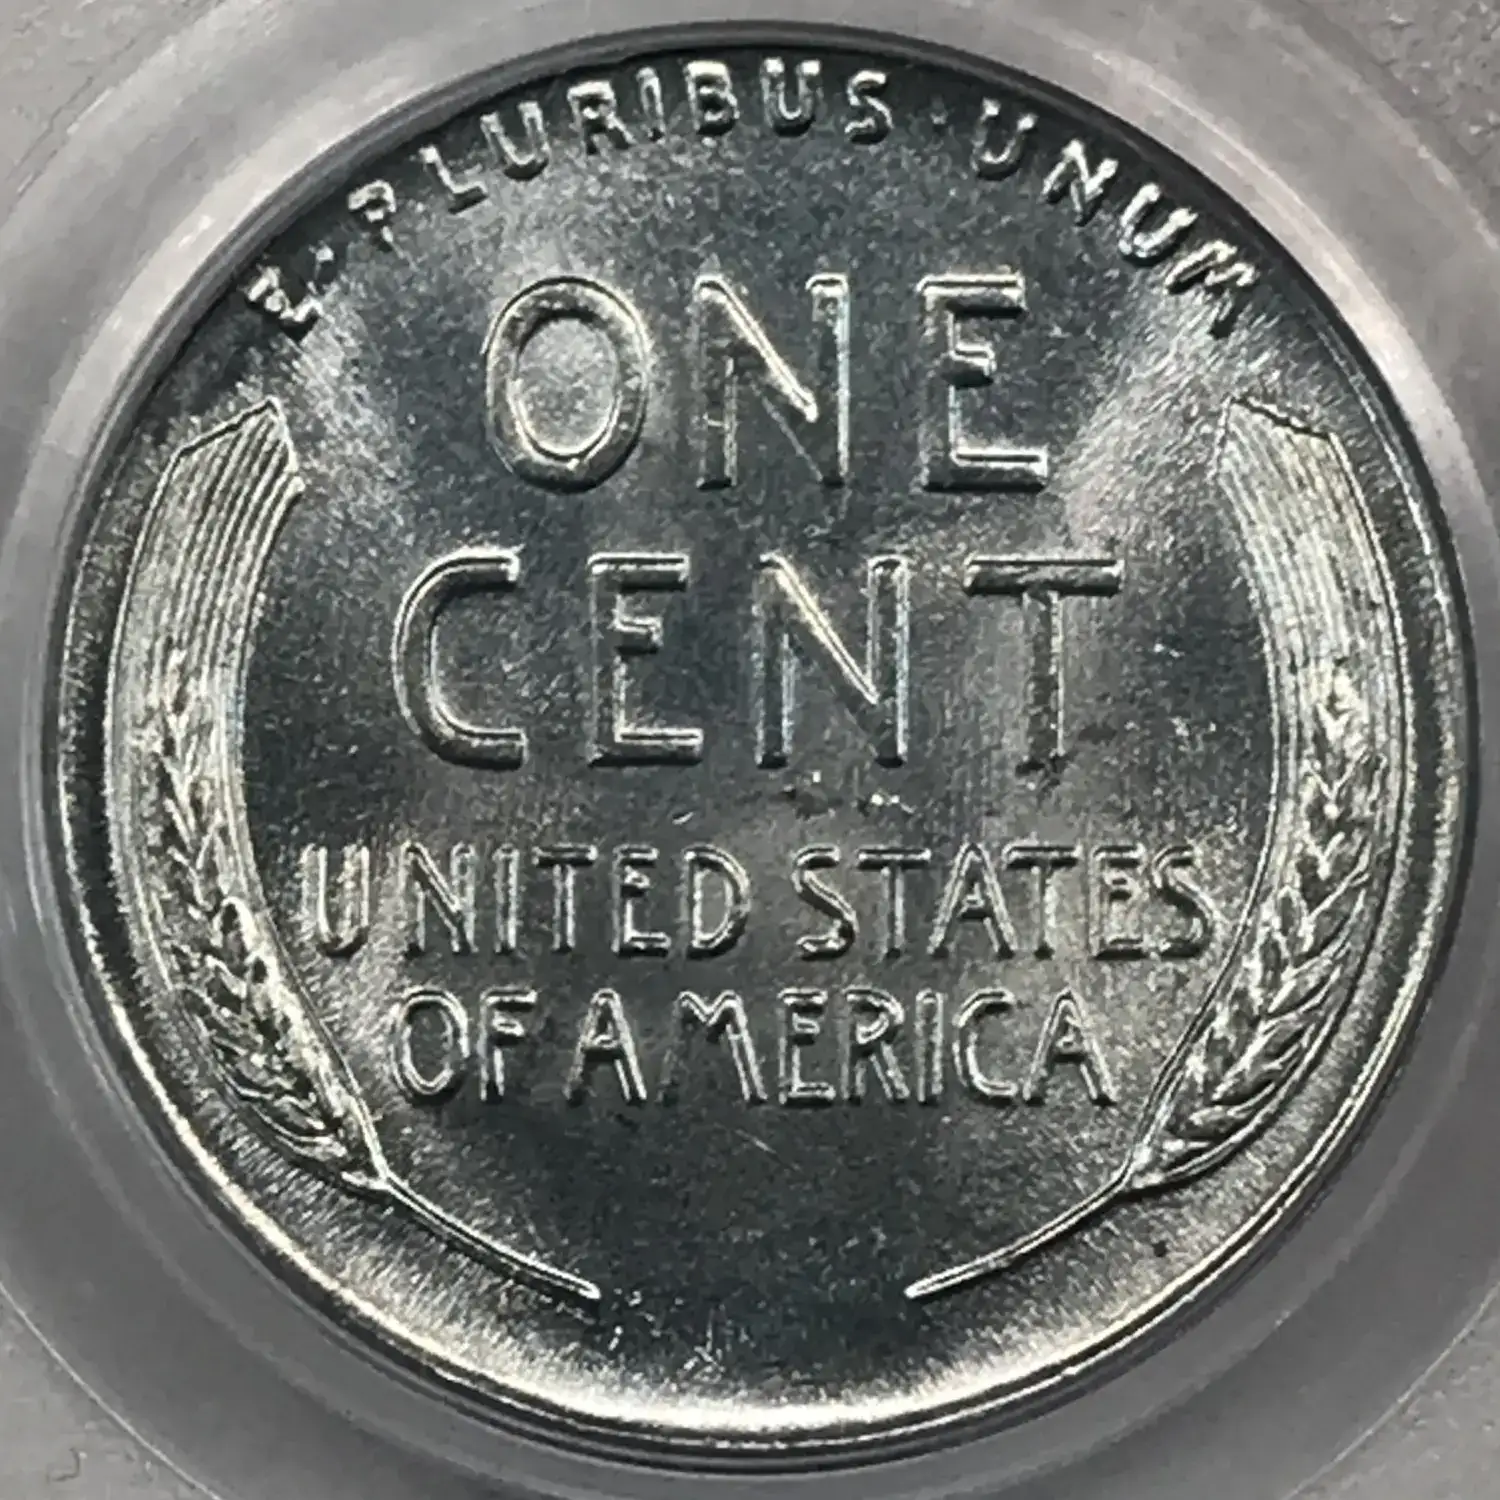 E · PLURIBUS · UNUM
ONE
CENT
UNITED STATES
OF AMERICA